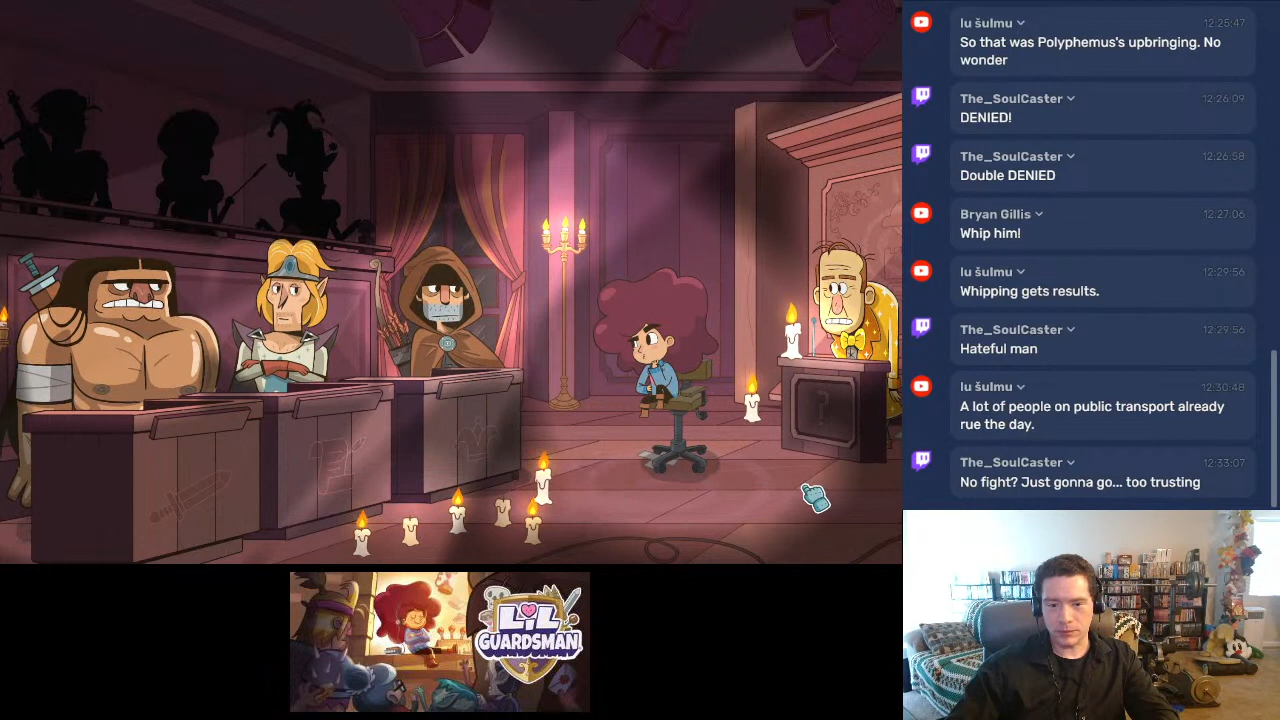 lu šulmu
12:25:47
So that was Polyphemus's upbringing. No
wonder
The_SoulCaster
12:26:09
DENIED!
The_SoulCaster
12:26:58
Double DENIED
Bryan Gillis
12:27:06
Whip him!
lu šulmu
12:29:56
Whipping gets results.
The_SoulCaster
12:29:56
Hateful man
lu šulmu
12:30:48
A lot of people on public transport already
rue the day.
The_SoulCaster
12:33:07
No fight? Just gonna go... too trusting
?
LiL
GUARDSMAN